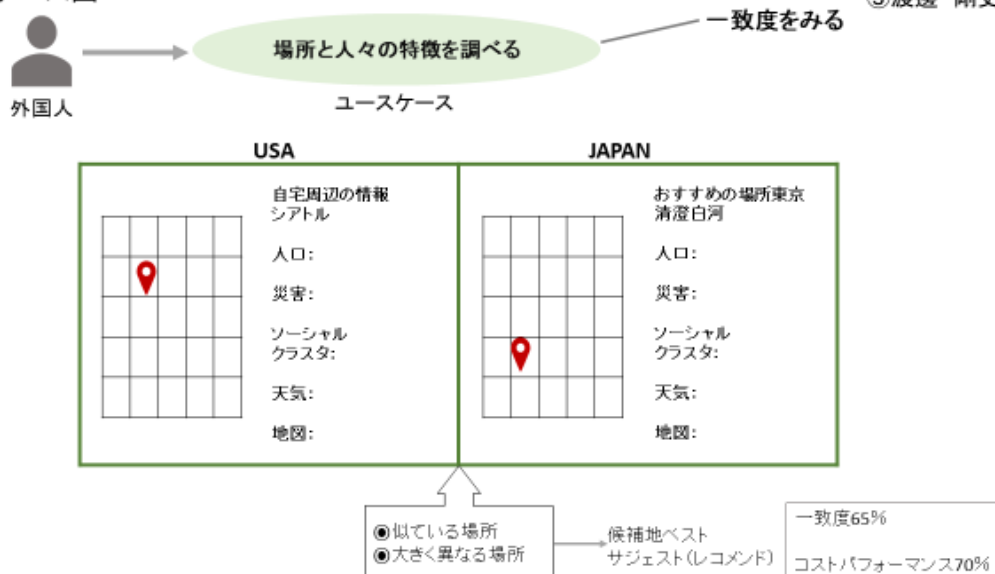 一致度をみる
場所と人々の特徴を調べる
外国人
ユースケース
USA
JAPAN
自宅周辺の情報
シアトル
人口:
災害:
ソーシャル
クラスタ:
天気:
地図:
おすすめの場所東京
清澄白河
人口:
災害:
ソーシャル
クラスタ:
天気:
地図:
◉似ている場所
◉大きく異なる場所
候補地ベスト
サジェスト(レコメンド)
一致度65%
コストパフォーマンス70%